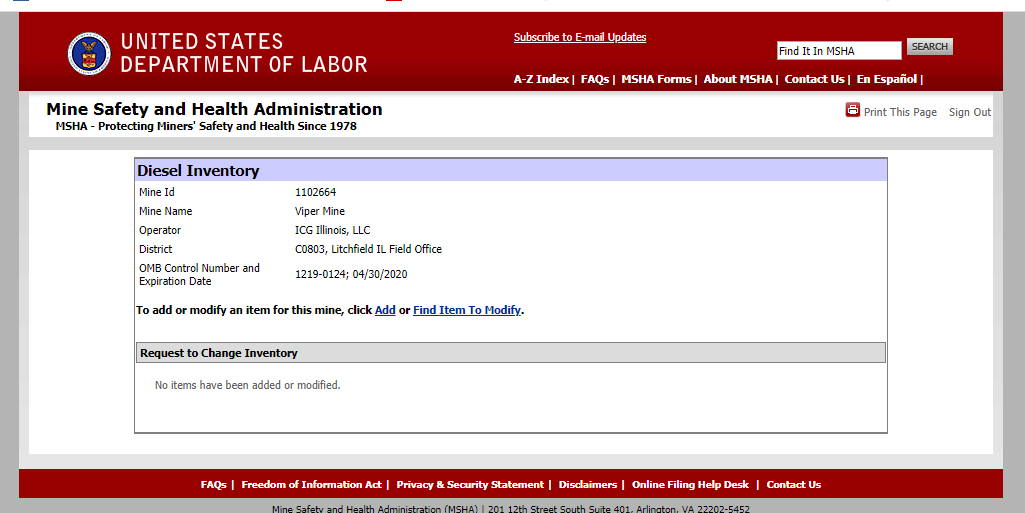 UNITED STATES
DEPARTMENT OF LABOR
Subscribe to E-mail Updates
Find It In MSHA
SEARCH
A-Z Index | FAQs | MSHA Forms | About MSHA | Contact Us | En Español |
Mine Safety and Health Administration
MSHA - Protecting Miners' Safety and Health Since 1978
Print This Page Sign Out
Diesel Inventory
Mine Id 1102664
Mine Name Viper Mine
Operator ICG Illinois, LLC
District C0803, Litchfield IL Field Office
OMB Control Number and
Expiration Date 1219-0124; 04/30/2020
To add or modify an item for this mine, click Add or Find Item To Modify.
Request to Change Inventory
No items have been added or modified.
FAQs | Freedom of Information Act | Privacy & Security Statement | Disclaimers | Online Filing Help Desk | Contact Us
Mine Safety and Health Administration (MSHA) | 201 12th Street South Suite 401, Arlington, VA 22202-5452